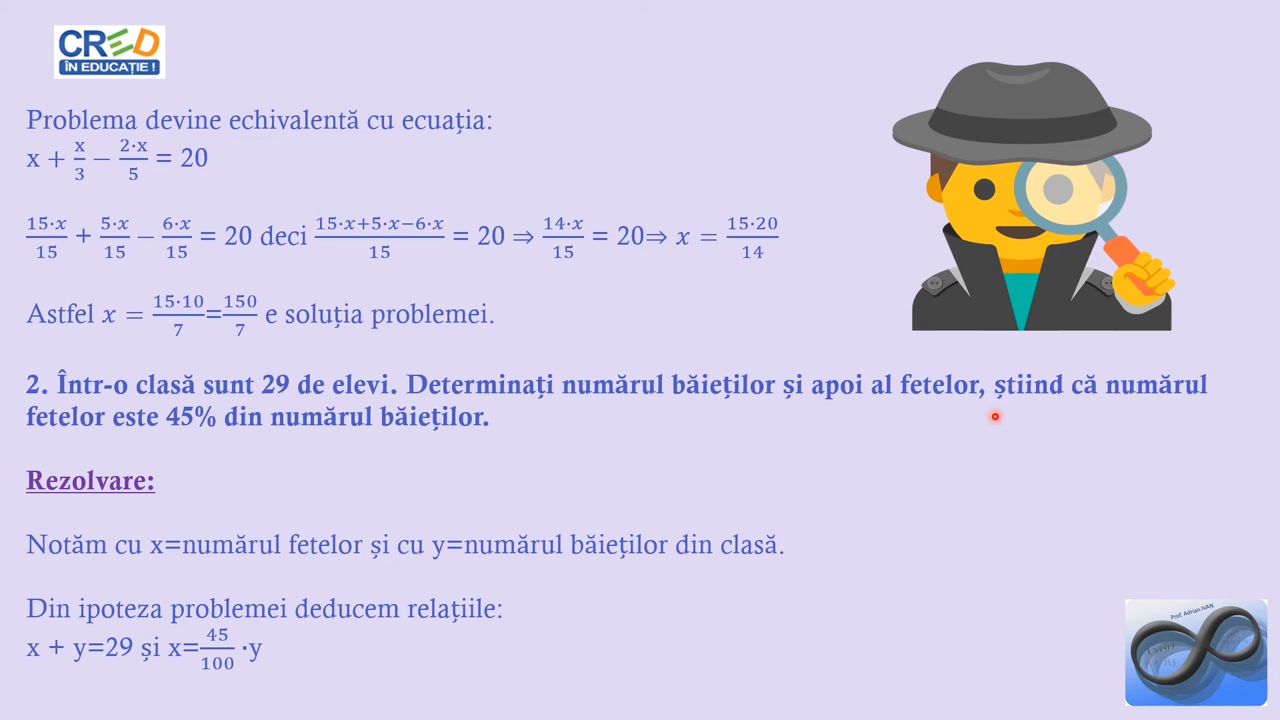 CRED
ÎN EDUCAȚIE !
Problema devine echivalentă cu ecuația:
x + x/3 − 2·x/5 = 20
15·x/15 + 5·x/15 − 6·x/15 = 20 deci 15·x+5·x−6·x/15 = 20 ⇒ 14·x/15 = 20⇒ x = 15·20/14
Astfel x = 15·10/7=150/7 e soluția problemei.
2. Într-o clasă sunt 29 de elevi. Determinați numărul băieților și apoi al fetelor, știind că numărul
fetelor este 45% din numărul băieților.
Rezolvare:
Notăm cu x=numărul fetelor și cu y=numărul băieților din clasă.
Din ipoteza problemei deducem relațiile:
x + y=29 și x=45/100 ·y
Prof. Adrian IVAN